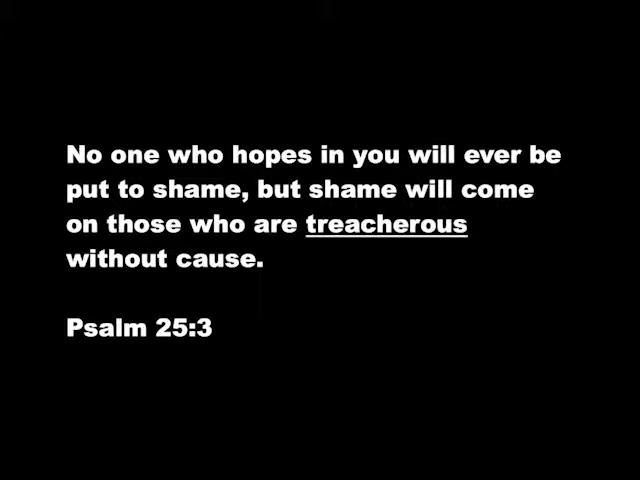 No one who hopes in you will ever be
put to shame, but shame will come
on those who are treacherous
without cause.
Psalm 25:3